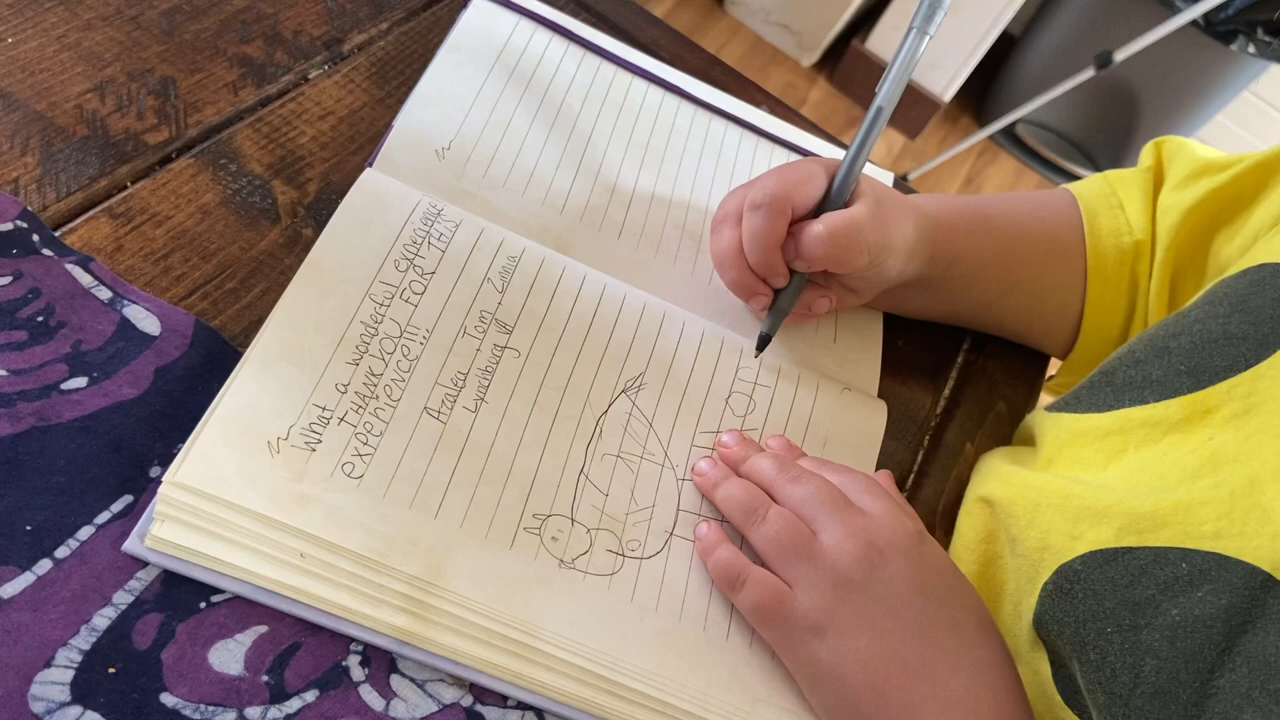 What a wonderful experience.
THANK YOU FOR THIS
experience!!!
Azalea, Tom, Zinnia
Lynchburg VA